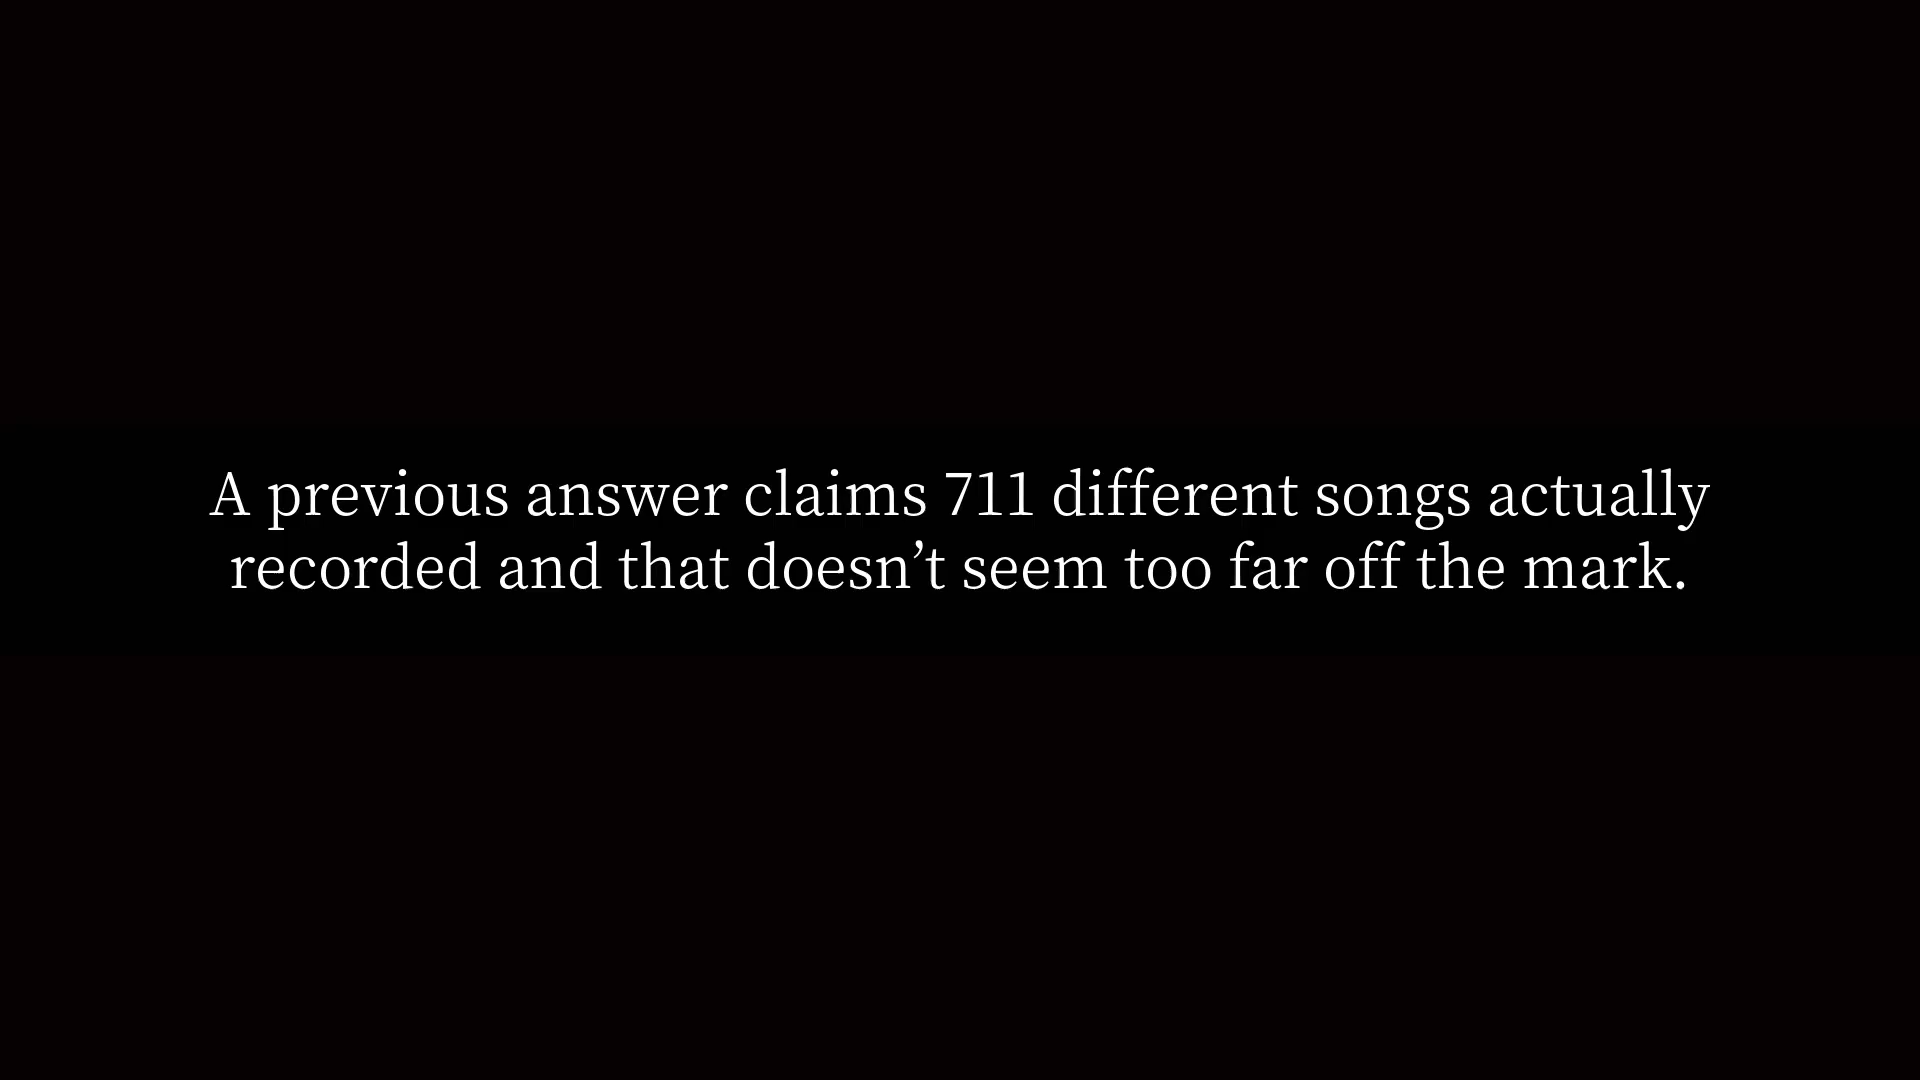 A previous answer claims 711 different songs actually
recorded and that doesn’t seem too far off the mark.